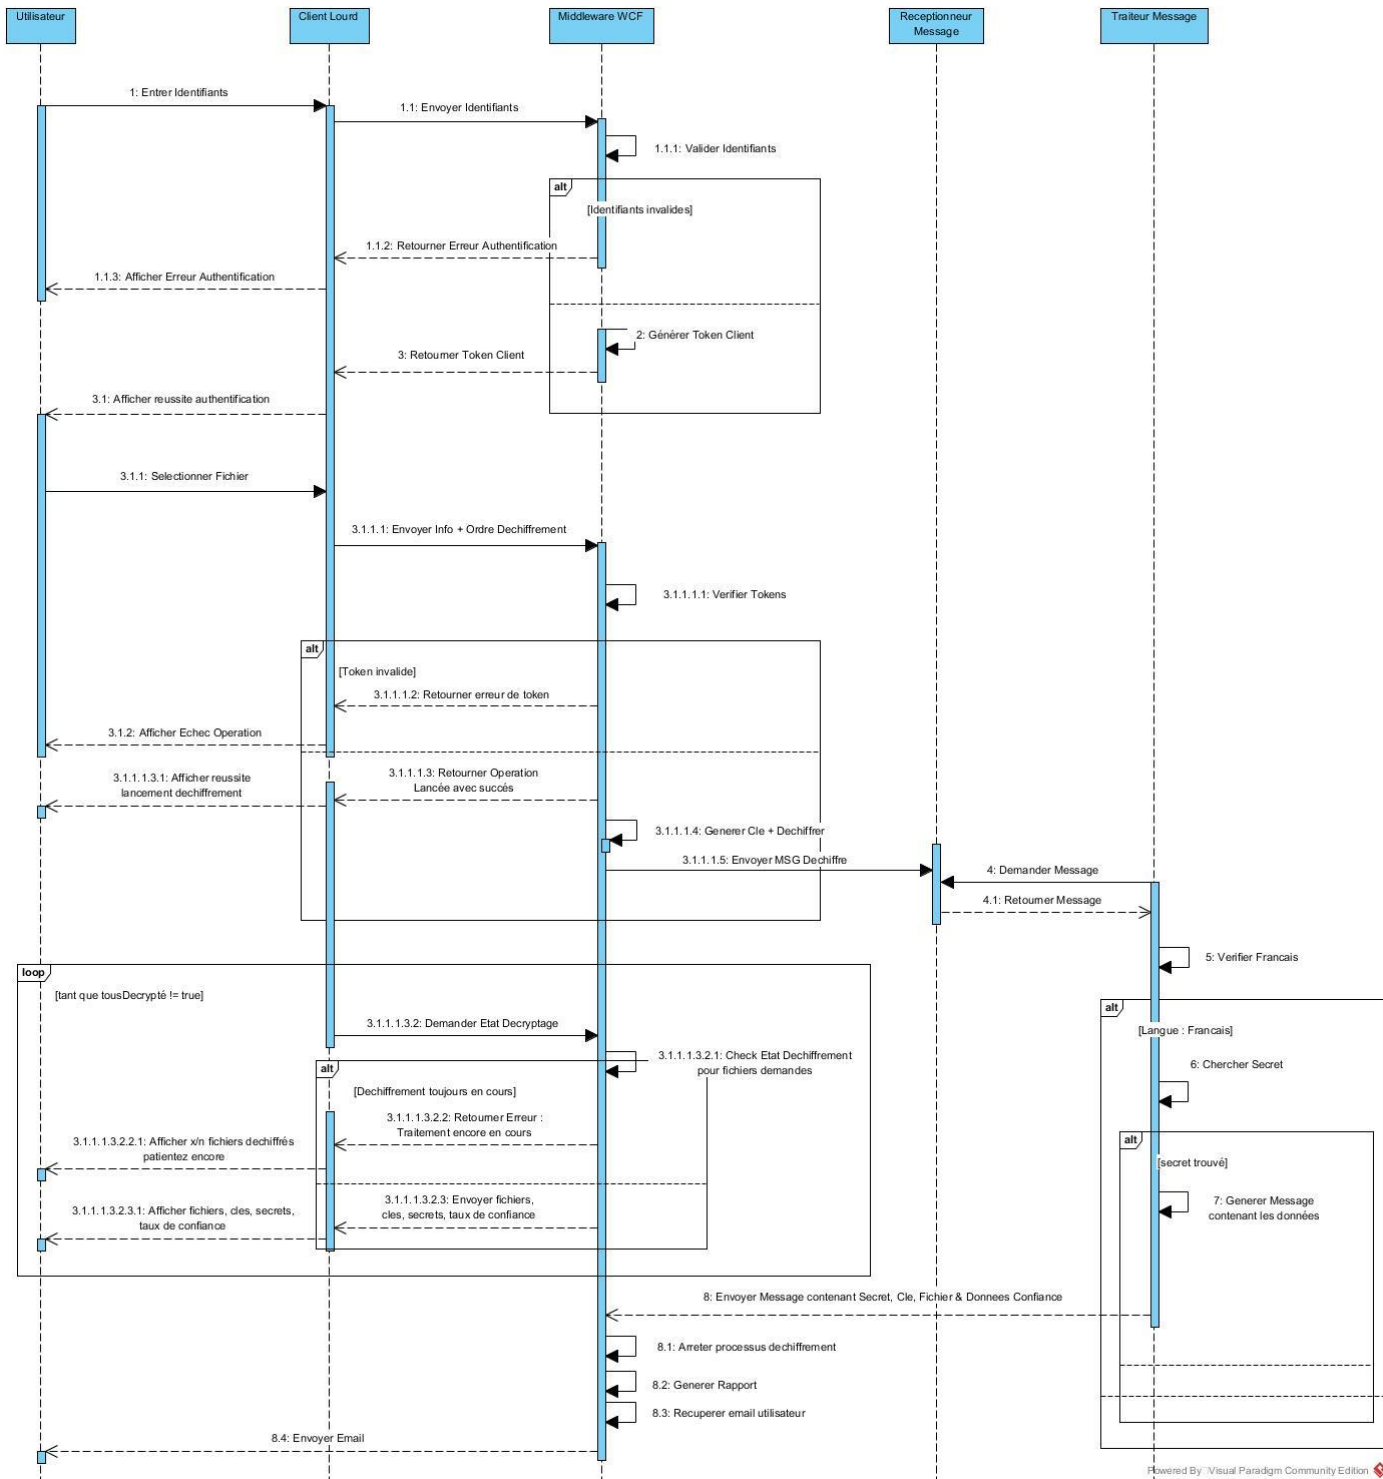 Utilisateur
Client Lourd
Middleware WCF
Receptionneur
Message
Traiteur Message
1: Entrer Identifiants
1.1: Envoyer Identifiants
1.1.1: Valider Identifiants
alt
[Identifiants invalides]
1.1.2: Retourner Erreur Authentification
1.1.3: Afficher Erreur Authentification
2: Générer Token Client
3: Retourner Token Client
3.1: Afficher reussite authentification
3.1.1: Selectionner Fichier
3.1.1.1: Envoyer Info + Ordre Dechiffrement
3.1.1.1.1: Verifier Tokens
alt
[Token invalide]
3.1.1.1.2: Retourner erreur de token
3.1.2: Afficher Echec Operation
3.1.1.1.3: Retourner Operation
Lancée avec succés
3.1.1.1.3.1: Afficher reussite
lancement dechiffrement
3.1.1.1.4: Generer Cle + Dechiffrer
3.1.1.1.5: Envoyer MSG Dechiffre
4: Demander Message
4.1: Retourner Message
5: Verifier Francais
loop
[tant que tousDecrypté != true]
alt
[Langue : Francais]
3.1.1.1.3.2: Demander Etat Decryptage
3.1.1.1.3.2.1: Check Etat Dechiffrement
pour fichiers demandes
6: Chercher Secret
alt
[Dechiffrement toujours en cours]
3.1.1.1.3.2.2: Retourner Erreur :
Traitement encore en cours
3.1.1.1.3.2.2.1: Afficher x/n fichiers dechiffrés
patientez encore
alt
[secret trouvé]
3.1.1.1.3.2.3: Envoyer fichiers,
cles, secrets, taux de confiance
3.1.1.1.3.2.3.1: Afficher fichiers, cles, secrets,
taux de confiance
7: Generer Message
contenant les données
8: Envoyer Message contenant Secret, Cle, Fichier & Donnees Confiance
8.1: Arreter processus dechiffrement
8.2: Generer Rapport
8.3: Recuperer email utilisateur
8.4: Envoyer Email
Powered By Visual Paradigm Community Edition